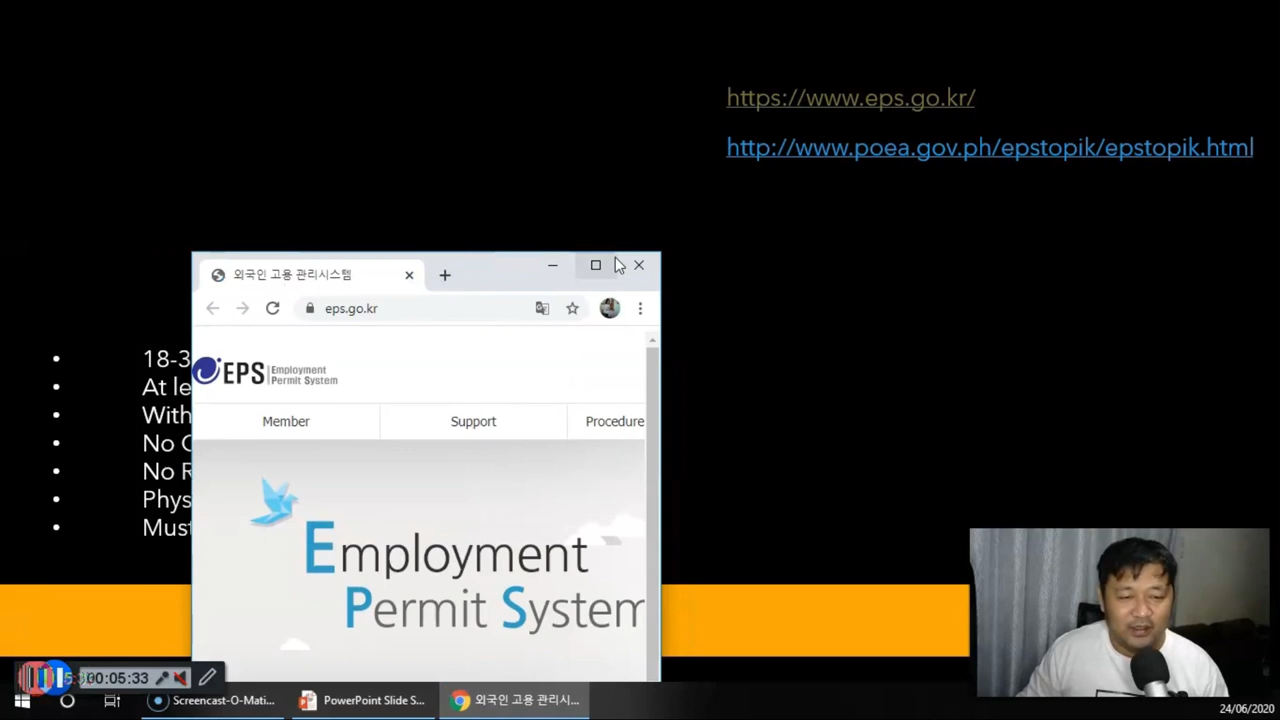 https://www.eps.go.kr/
http://www.poea.gov.ph/epstopik/epstopik.html
외국인 고용 관리시스템
eps.go.kr
EPS Employment
Permit System
Member Support Procedure
• 18-3
• At le
• With
• No C
• No R
• Phys
• Must
Employment
Permit System
00:05:33
Screencast-O-Mati...
PowerPoint Slide S...
외국인 고용 관리시...
24/06/2020